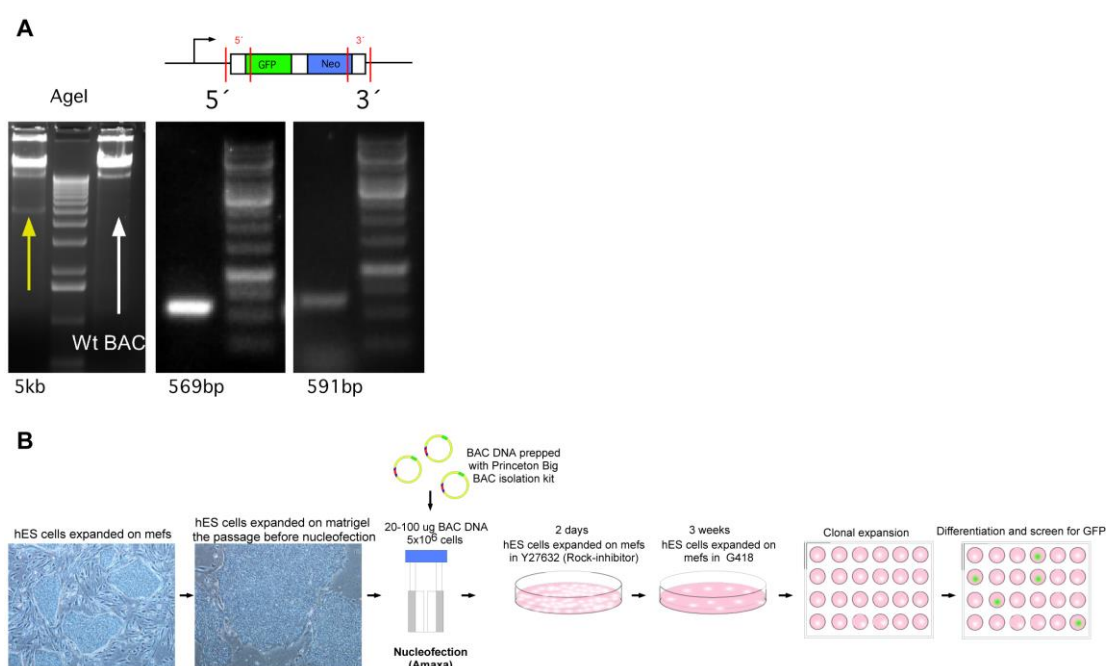 A
5´ 3´
GFP Neo
AgeI 5´ 3´
Wt BAC
5kb 569bp 591bp
B
BAC DNA prepped
with Princeton Big
BAC isolation kit
hES cells expanded on mefs
hES cells expanded on matrigel
the passage before nucleofection
20-100 ug BAC DNA
5x10⁶ cells
Nucleofection
(Amaxa)
2 days
hES cells expanded on mefs
in Y27632 (Rock-inhibitor)
3 weeks
hES cells expanded on
mefs in G418
Clonal expansion
Differentiation and screen for GFP